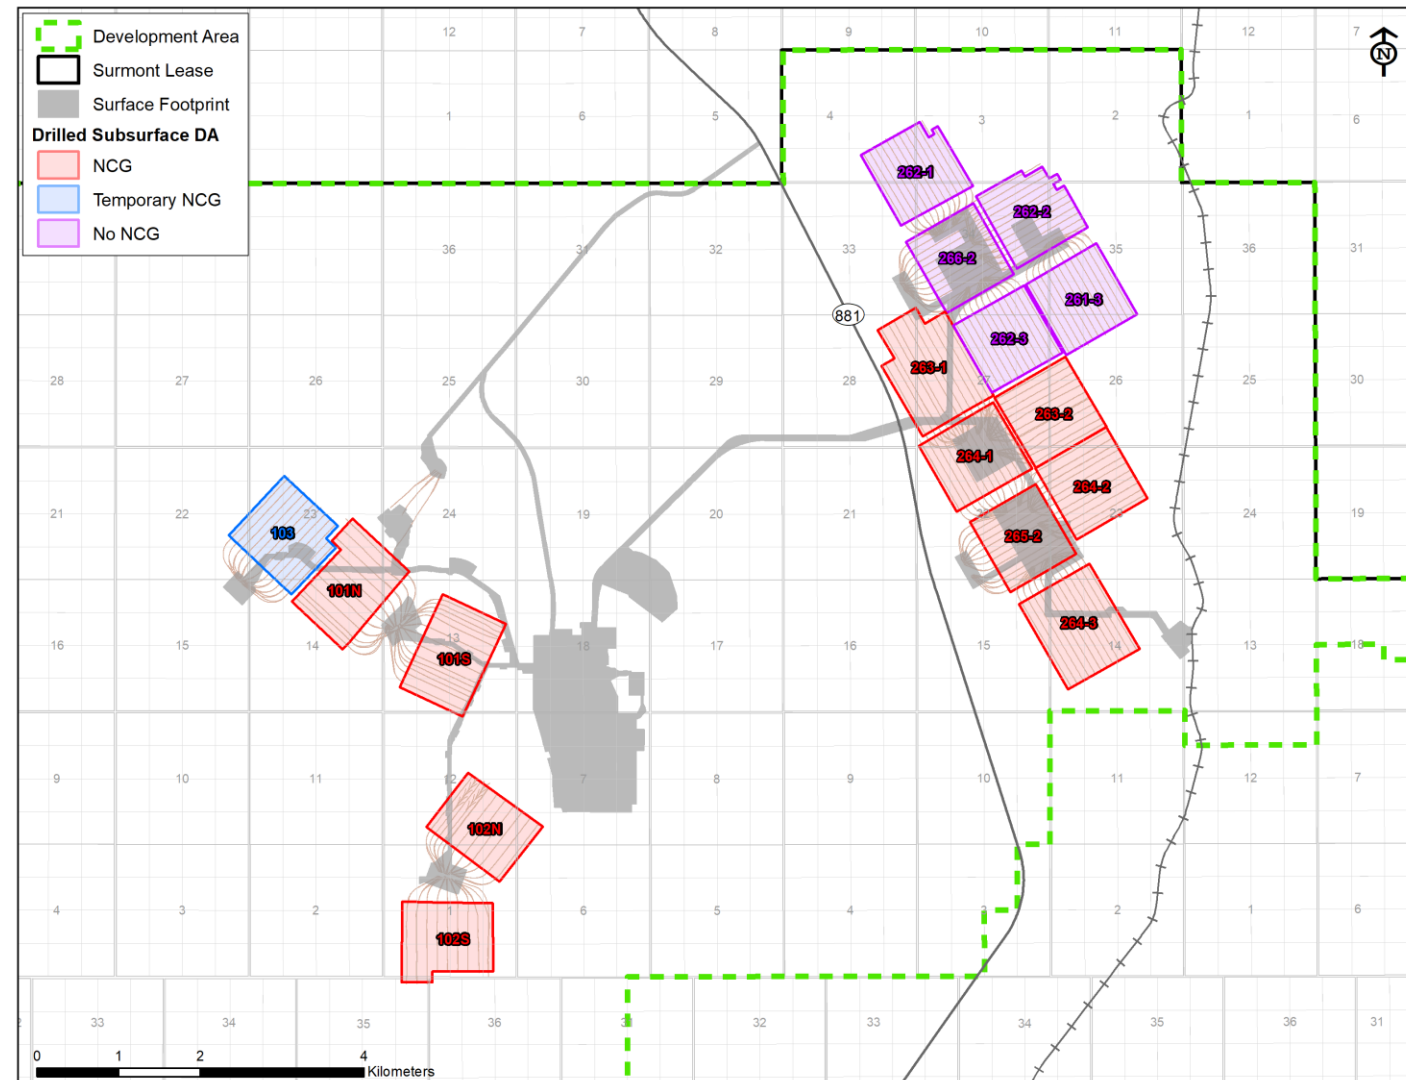 Development Area
Surmont Lease
Surface Footprint
Drilled Subsurface DA
NCG
Temporary NCG
No NCG
N
12 7 8 9 10 11 12 7
1 6 5 4 3 2 1 6
262-1
262-2
36 31 32 33 35 36 31
266-2
261-3
881
262-3
263-1
28 27 26 25 30 29 28 27 26 25 30
263-2
264-1
264-2
22 23 24 19 20 21 23 24 19
103
265-2
101N
264-3
16 15 14 13 18 17 16 15 14 13 18
101S
9 10 11 12 7 8 9 10 11 12 7
102N
4 3 2 1 6 5 4 3 2 1 6
102S
33 34 35 36 31 32 33 34 35 36 31
0 1 2 4
Kilometers